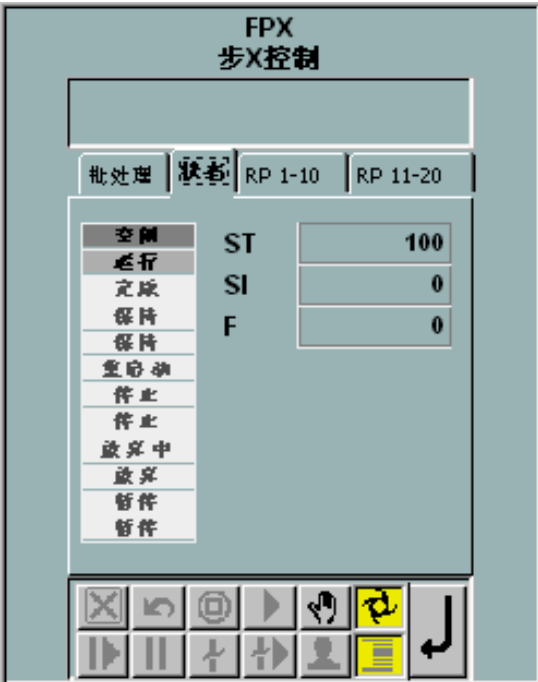 FPX
步X控制
批处理 状态 RP 1-10 RP 11-20
空闲 ST 100
运行
完成 SI 0
保持
保持 F 0
重启动
停止
停止
放弃中
放弃
暂停
暂停